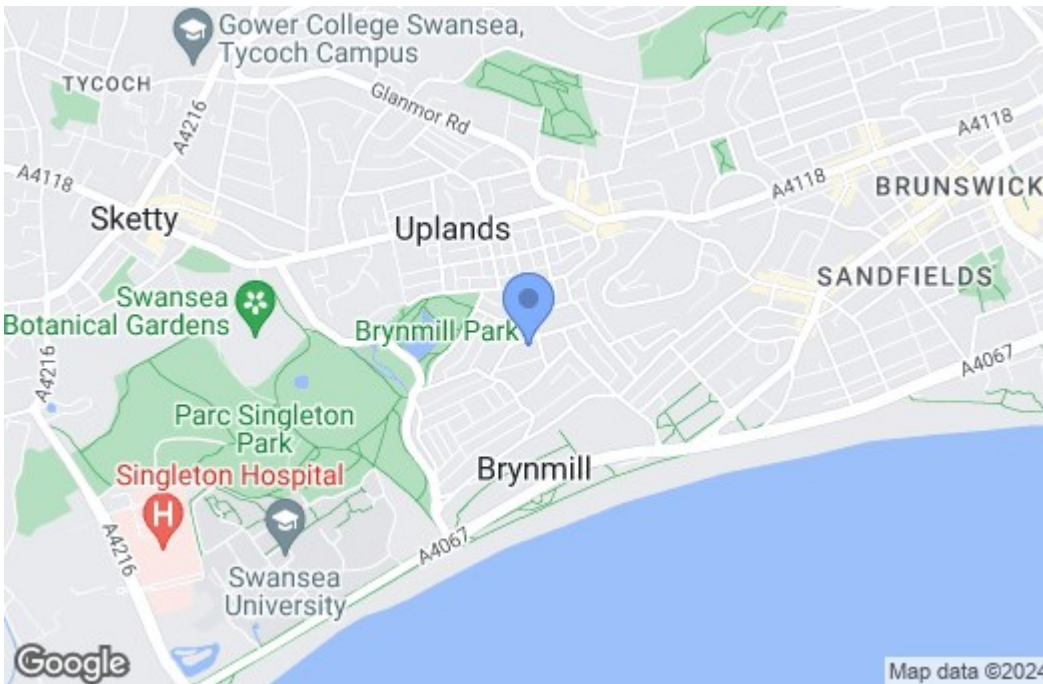 Gower College Swansea,
Tycoch Campus
TYCOCH
Glanmor Rd
A4216
A4118
A4118
A4118
BRUNSWICK
Sketty
Uplands
SANDFIELDS
Swansea
Botanical Gardens
Brynmill Park
A4216
A4067
Parc Singleton
Park
Singleton Hospital
H
Brynmill
A4216
A4067
Swansea
University
Google
Map data ©2024